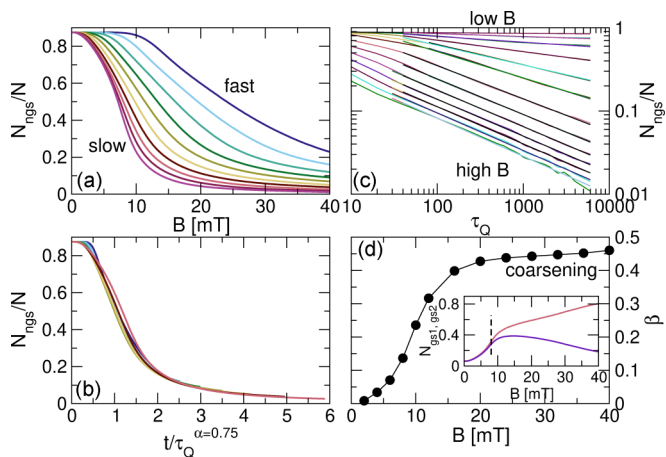 low B
0.8
0.6
0.4
0.2
0
N_ngs/N
fast
slow
(a)
0 10 20 30 40
B [mT]
1
0.1
0.01
N_ngs/N
(c)
high B
10 100 1000 10000
τ_Q
0.8
0.6
0.4
0.2
0
N_ngs/N
(b)
0 1 2 3 4 5 6
t/τ_Q^α=0.75
(d)
coarsening
0.5
0.4
0.3
0.2
0.1
0
β
0.8
0.4
0
N_gs1, gs2
0 10 20 30 40
B [mT]
0 10 20 30 40
B [mT]